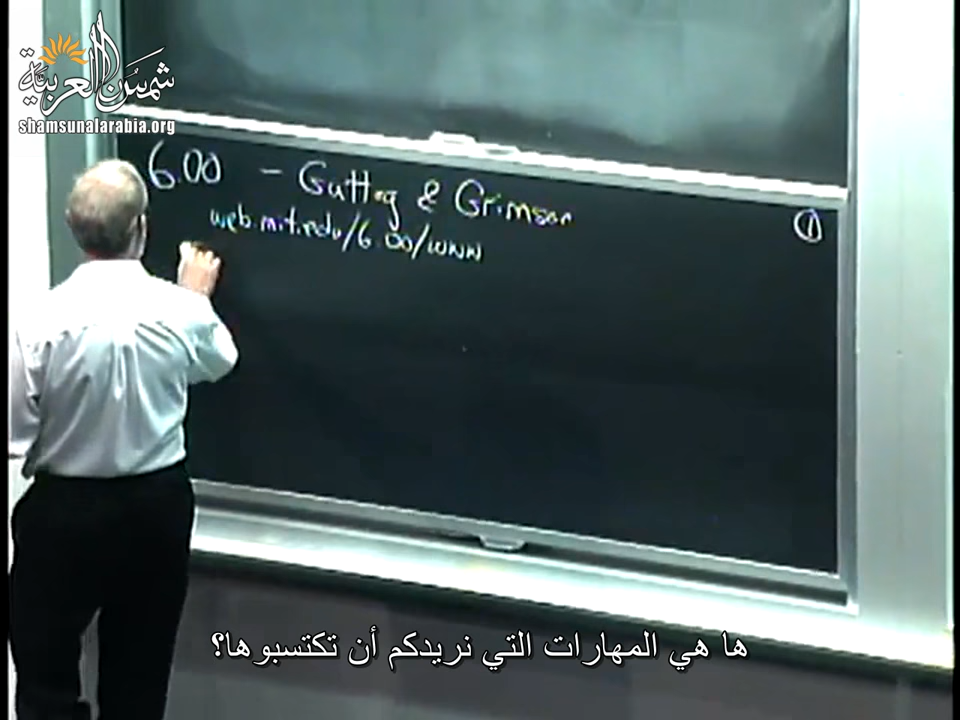 شمس العربية
shamsunalarabia.org
6.00 - Guttag & Grimson
①
web.mit.edu/6.00/www
ها هي المهارات التي نريدكم أن تكتسبوها؟